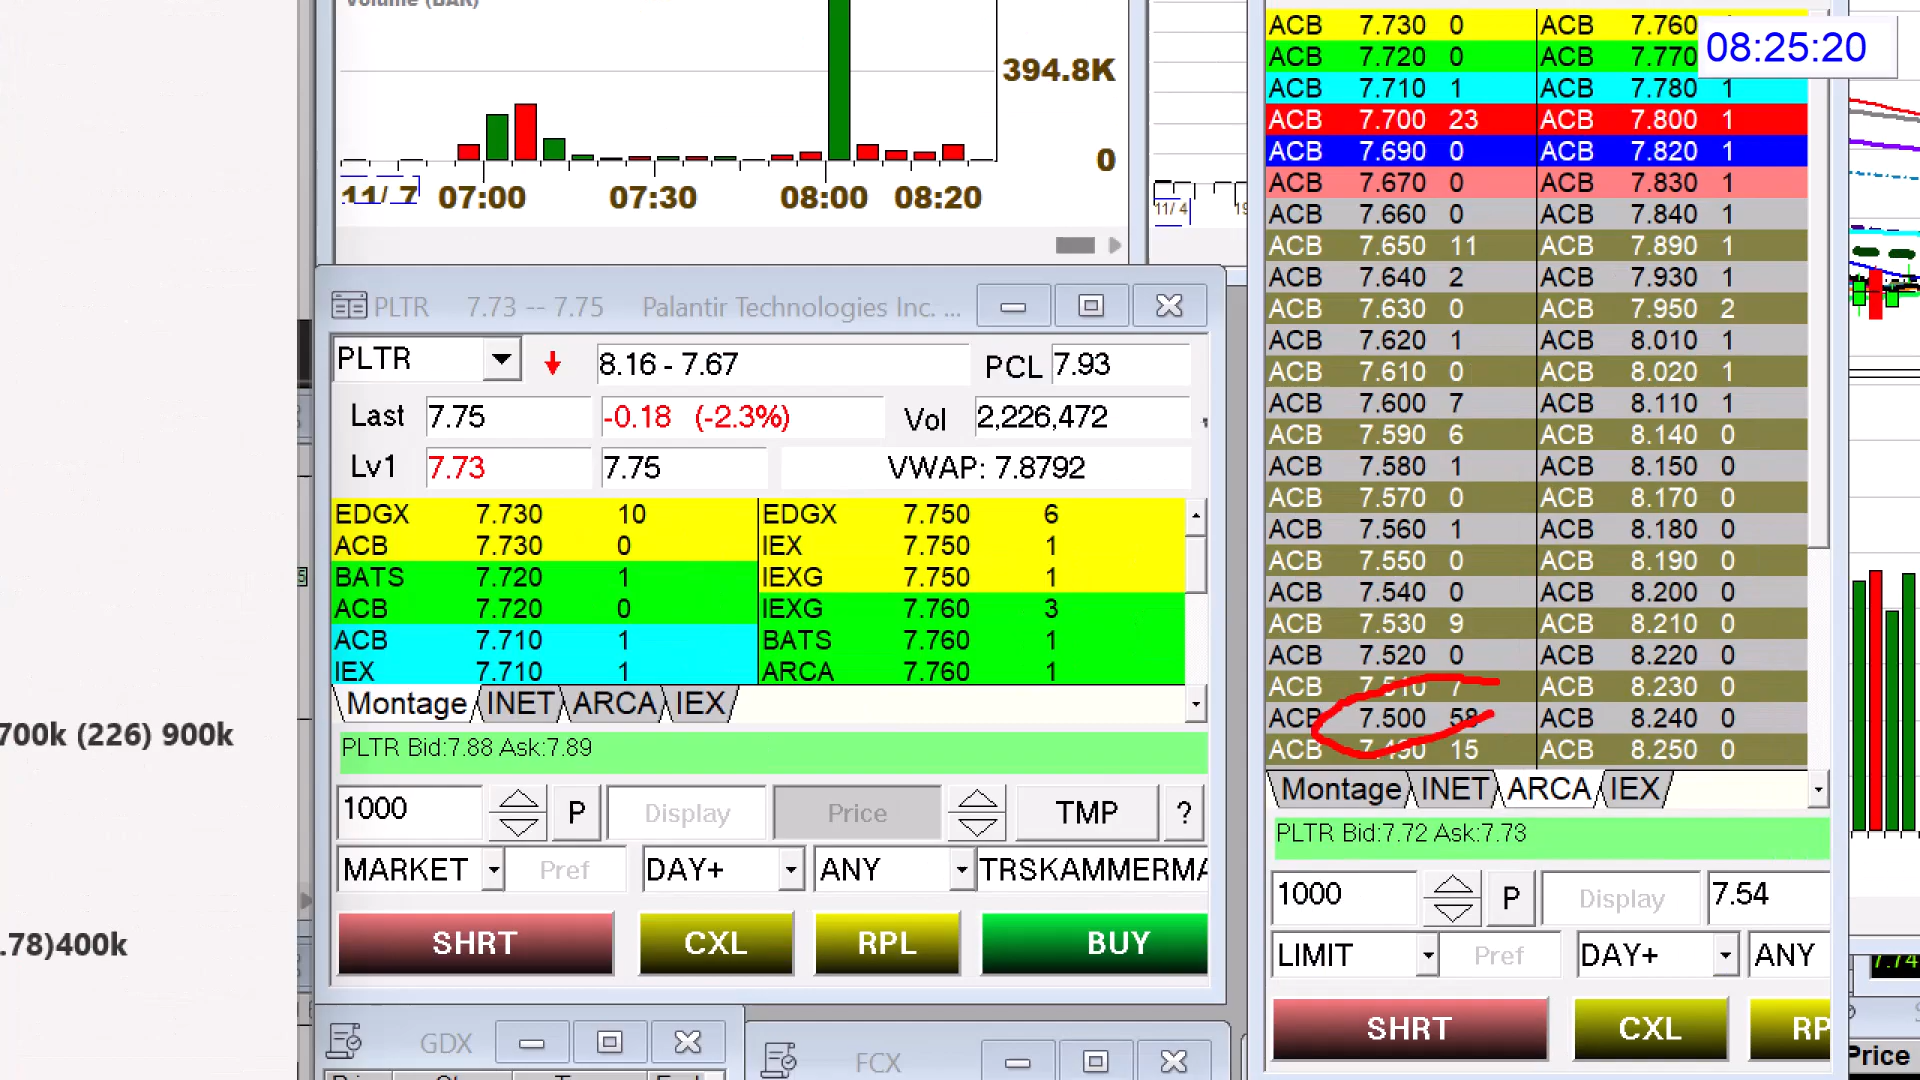 Volume (BAR)
394.8K
0
11/ 7 07:00 07:30 08:00 08:20
11/ 4
08:25:20
PLTR 7.73 -- 7.75 Palantir Technologies Inc. ...
PLTR 8.16 - 7.67 PCL 7.93
Last 7.75 -0.18 (-2.3%) Vol 2,226,472
Lv1 7.73 7.75 VWAP: 7.8792
EDGX 7.730 10 EDGX 7.750 6
ACB 7.730 0 IEX 7.750 1
BATS 7.720 1 IEXG 7.750 1
ACB 7.720 0 IEXG 7.760 3
ACB 7.710 1 BATS 7.760 1
IEX 7.710 1 ARCA 7.760 1
Montage INET ARCA IEX
PLTR Bid:7.88 Ask:7.89
1000 P Display Price TMP ?
MARKET Pref DAY+ ANY TRSKAMMERMA
SHRT CXL RPL BUY
GDX
FCX
700k (226) 900k
.78)400k
ACB 7.730 0 ACB 7.760
ACB 7.720 0 ACB 7.770
ACB 7.710 1 ACB 7.780 1
ACB 7.700 23 ACB 7.800 1
ACB 7.690 0 ACB 7.820 1
ACB 7.670 0 ACB 7.830 1
ACB 7.660 0 ACB 7.840 1
ACB 7.650 11 ACB 7.890 1
ACB 7.640 2 ACB 7.930 1
ACB 7.630 0 ACB 7.950 2
ACB 7.620 1 ACB 8.010 1
ACB 7.610 0 ACB 8.020 1
ACB 7.600 7 ACB 8.110 1
ACB 7.590 6 ACB 8.140 0
ACB 7.580 1 ACB 8.150 0
ACB 7.570 0 ACB 8.170 0
ACB 7.560 1 ACB 8.180 0
ACB 7.550 0 ACB 8.190 0
ACB 7.540 0 ACB 8.200 0
ACB 7.530 9 ACB 8.210 0
ACB 7.520 0 ACB 8.220 0
ACB 7.510 7 ACB 8.230 0
ACB 7.500 58 ACB 8.240 0
ACB 7.490 15 ACB 8.250 0
Montage INET ARCA IEX
PLTR Bid:7.72 Ask:7.73
1000 P Display 7.54
LIMIT Pref DAY+ ANY
SHRT CXL RP
7.74
Price